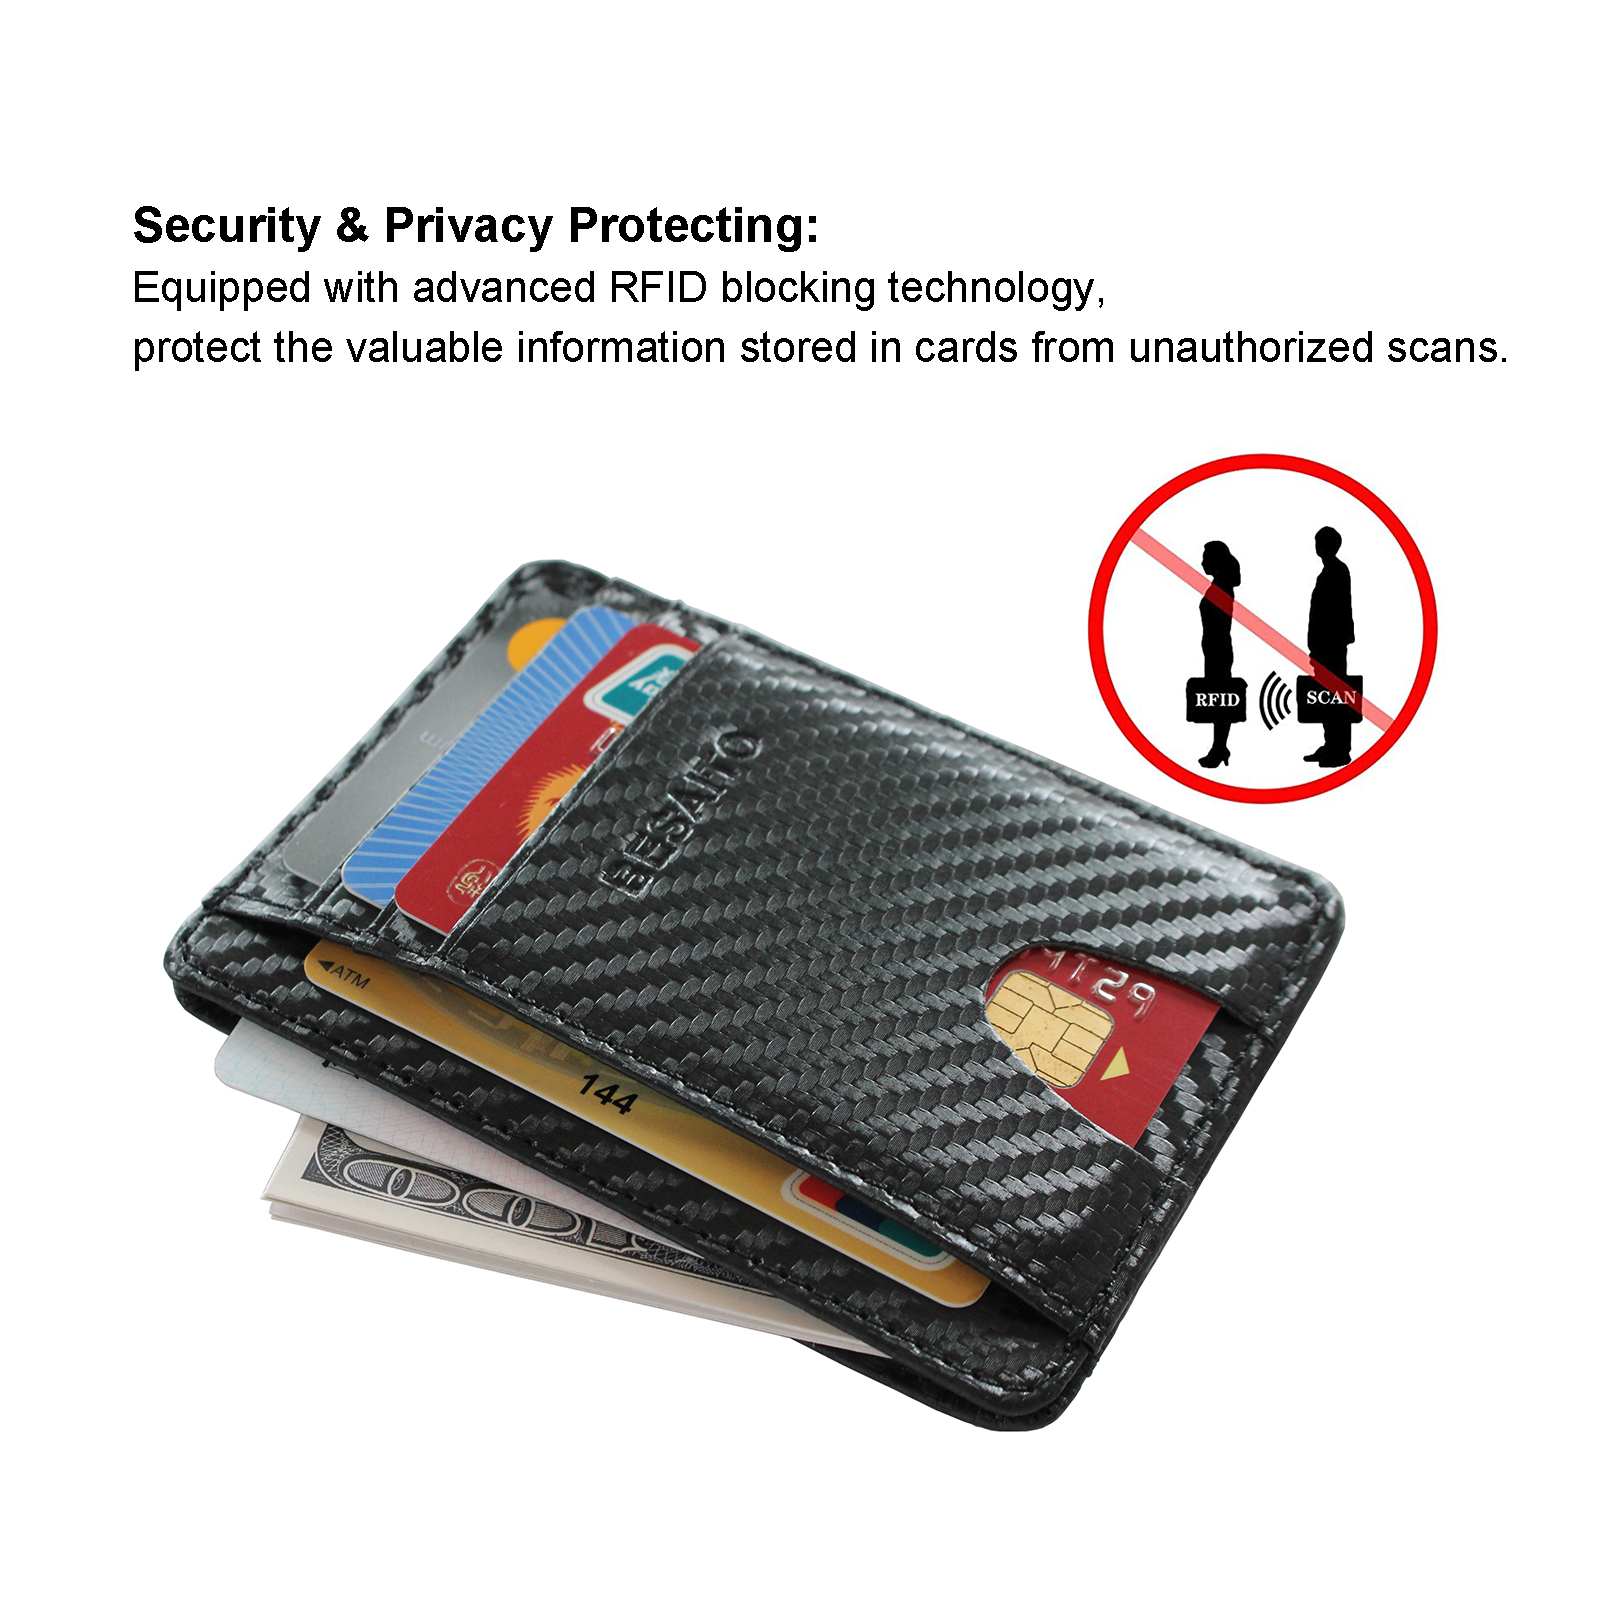 Security & Privacy Protecting:
Equipped with advanced RFID blocking technology,
protect the valuable information stored in cards from unauthorized scans.
RFID
SCAN
BESAITO
ATM
144